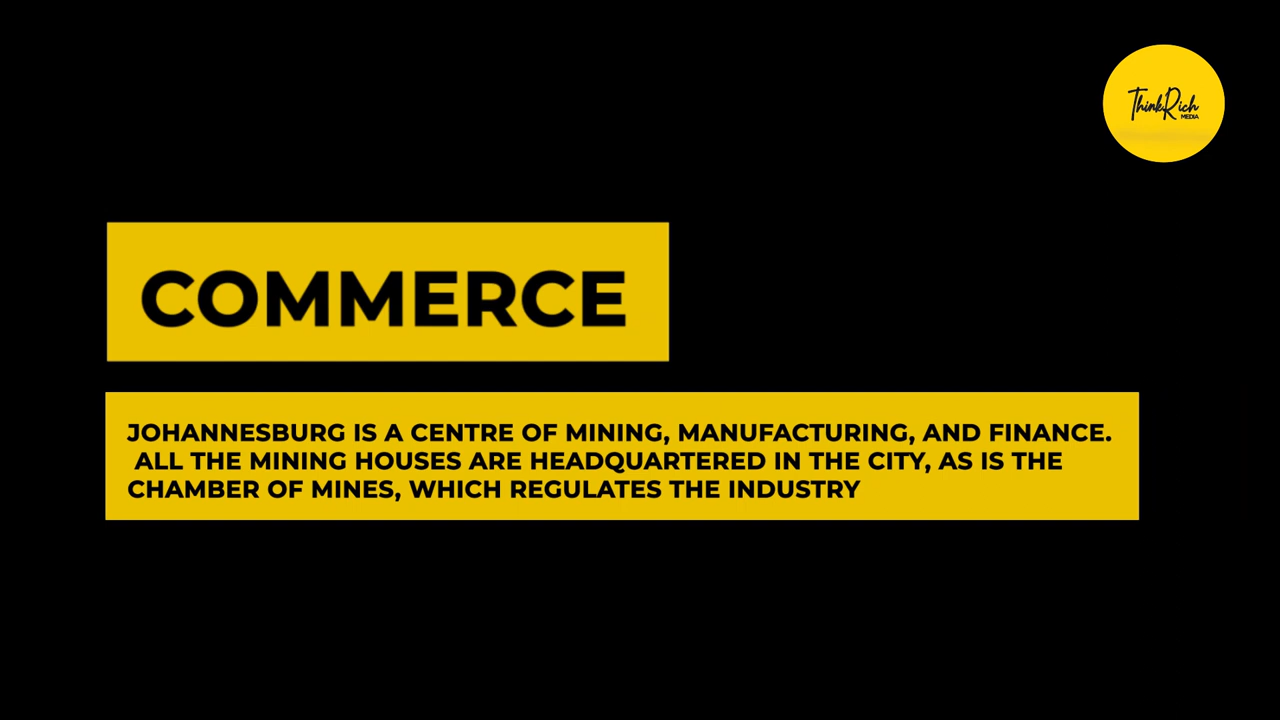 ThinkRich
MEDIA
COMMERCE
JOHANNESBURG IS A CENTRE OF MINING, MANUFACTURING, AND FINANCE.
ALL THE MINING HOUSES ARE HEADQUARTERED IN THE CITY, AS IS THE
CHAMBER OF MINES, WHICH REGULATES THE INDUSTRY